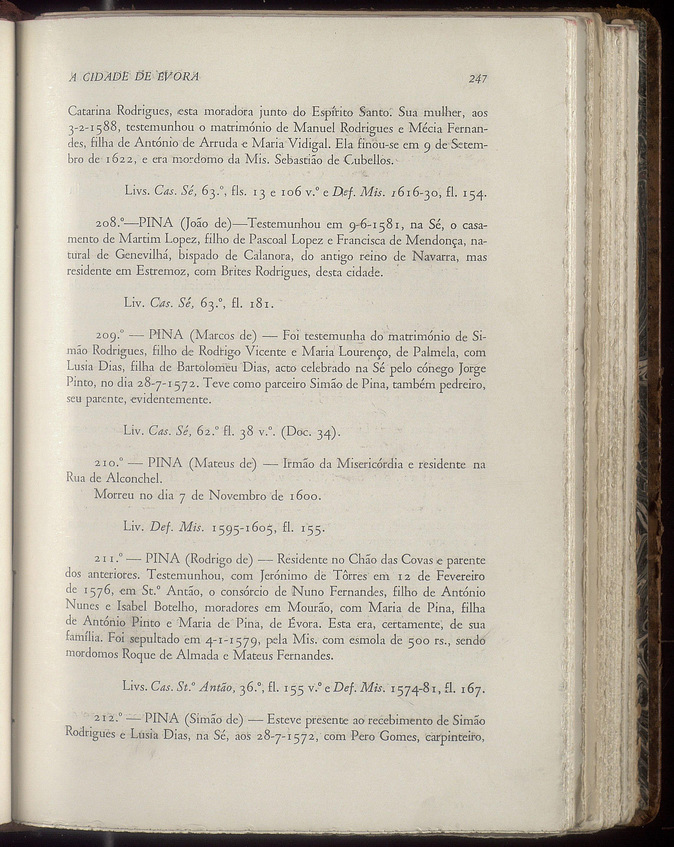 A CIDADE DE ÉVORA 247
Catarina Rodrigues, esta moradora junto do Espírito Santo. Sua mulher, aos
3-2-1588, testemunhou o matrimónio de Manuel Rodrigues e Mécia Fernan-
des, filha de António de Arruda e Maria Vidigal. Ela finou-se em 9 de Setem-
bro de 1622, e era mordomo da Mis. Sebastião de Cubellos.
Livs. Cas. Sé, 63.º, fls. 13 e 106 v.º e Def. Mis. 1616-30, fl. 154.
208.º—PINA (João de)—Testemunhou em 9-6-1581, na Sé, o casa-
mento de Martim Lopez, filho de Pascoal Lopez e Francisca de Mendonça, na-
tural de Genevilhá, bispado de Calanora, do antigo reino de Navarra, mas
residente em Estremoz, com Brites Rodrigues, desta cidade.
Liv. Cas. Sé, 63.º, fl. 181.
209.º — PINA (Marcos de) — Foi testemunha do matrimónio de Si-
mão Rodrigues, filho de Rodrigo Vicente e Maria Lourenço, de Palmela, com
Lusia Dias, filha de Bartolomeu Dias, acto celebrado na Sé pelo cónego Jorge
Pinto, no dia 28-7-1572. Teve como parceiro Simão de Pina, também pedreiro,
seu parente, evidentemente.
Liv. Cas. Sé, 62.º fl. 38 v.º. (Doc. 34).
210.º — PINA (Mateus de) — Irmão da Misericórdia e residente na
Rua de Alconchel.
Morreu no dia 7 de Novembro de 1600.
Liv. Def. Mis. 1595-1605, fl. 155.
211.º — PINA (Rodrigo de) — Residente no Chão das Covas e parente
dos anteriores. Testemunhou, com Jerónimo de Tôrres em 12 de Fevereiro
de 1576, em St.º Antão, o consórcio de Nuno Fernandes, filho de António
Nunes e Isabel Botelho, moradores em Mourão, com Maria de Pina, filha
de António Pinto e Maria de Pina, de Évora. Esta era, certamente, de sua
família. Foi sepultado em 4-1-1579, pela Mis. com esmola de 500 rs., sendo
mordomos Roque de Almada e Mateus Fernandes.
Livs. Cas. St.º Antão, 36.º, fl. 155 v.º e Def. Mis. 1574-81, fl. 167.
212.º — PINA (Simão de) — Esteve presente ao recebimento de Simão
Rodrigues e Lusia Dias, na Sé, aos 28-7-1572, com Pero Gomes, carpinteiro,